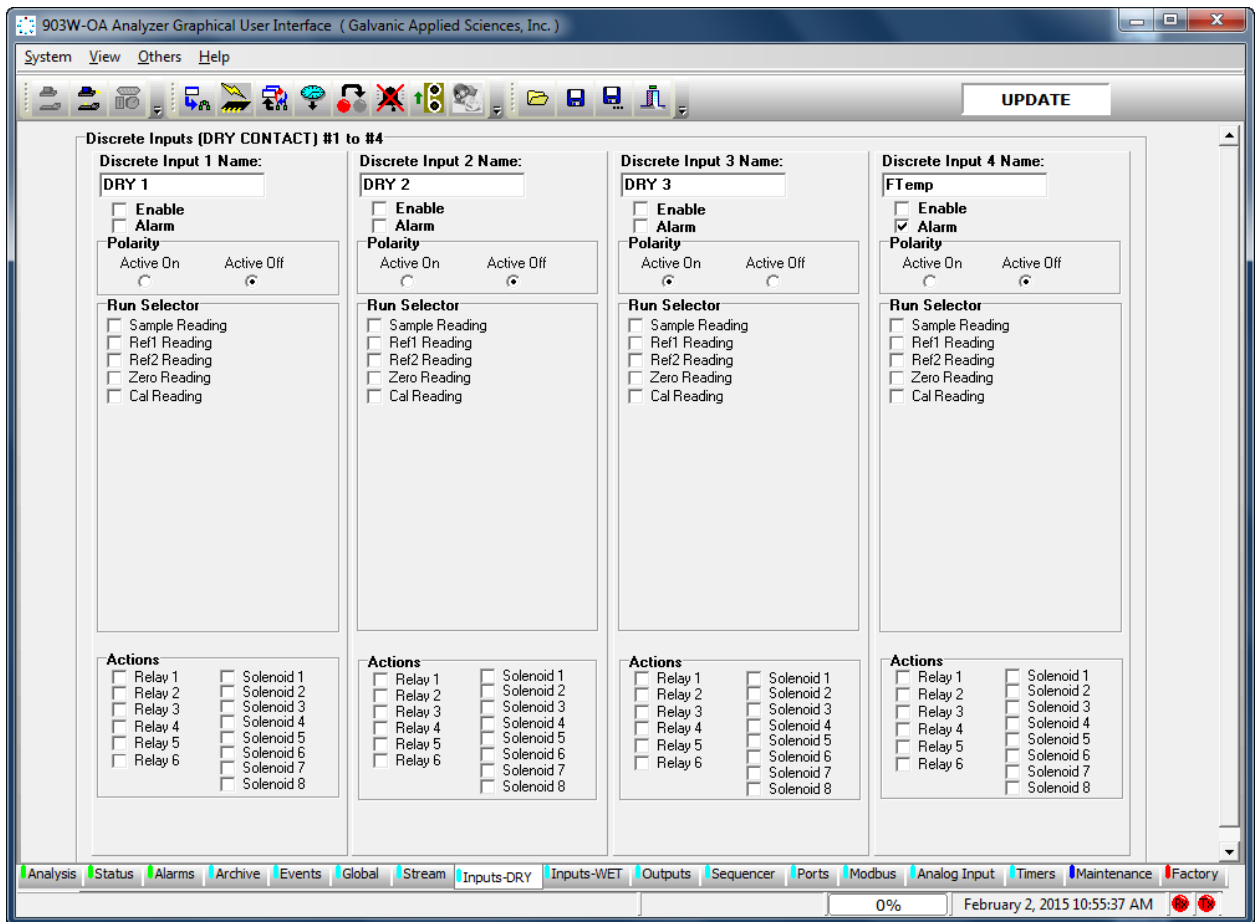 903W-OA Analyzer Graphical User Interface ( Galvanic Applied Sciences, Inc. )
System View Others Help
UPDATE
Discrete Inputs (DRY CONTACT) #1 to #4
Discrete Input 1 Name:
DRY 1
Enable
Alarm
Polarity
Active On Active Off
Run Selector
Sample Reading
Ref1 Reading
Ref2 Reading
Zero Reading
Cal Reading
Actions
Relay 1
Relay 2
Relay 3
Relay 4
Relay 5
Relay 6
Solenoid 1
Solenoid 2
Solenoid 3
Solenoid 4
Solenoid 5
Solenoid 6
Solenoid 7
Solenoid 8
Discrete Input 2 Name:
DRY 2
Enable
Alarm
Polarity
Active On Active Off
Run Selector
Sample Reading
Ref1 Reading
Ref2 Reading
Zero Reading
Cal Reading
Actions
Relay 1
Relay 2
Relay 3
Relay 4
Relay 5
Relay 6
Solenoid 1
Solenoid 2
Solenoid 3
Solenoid 4
Solenoid 5
Solenoid 6
Solenoid 7
Solenoid 8
Discrete Input 3 Name:
DRY 3
Enable
Alarm
Polarity
Active On Active Off
Run Selector
Sample Reading
Ref1 Reading
Ref2 Reading
Zero Reading
Cal Reading
Actions
Relay 1
Relay 2
Relay 3
Relay 4
Relay 5
Relay 6
Solenoid 1
Solenoid 2
Solenoid 3
Solenoid 4
Solenoid 5
Solenoid 6
Solenoid 7
Solenoid 8
Discrete Input 4 Name:
FTemp
Enable
Alarm
Polarity
Active On Active Off
Run Selector
Sample Reading
Ref1 Reading
Ref2 Reading
Zero Reading
Cal Reading
Actions
Relay 1
Relay 2
Relay 3
Relay 4
Relay 5
Relay 6
Solenoid 1
Solenoid 2
Solenoid 3
Solenoid 4
Solenoid 5
Solenoid 6
Solenoid 7
Solenoid 8
Analysis Status Alarms Archive Events Global Stream Inputs-DRY Inputs-WET Outputs Sequencer Ports Modbus Analog Input Timers Maintenance Factory
0% February 2, 2015 10:55:37 AM Rx Tx